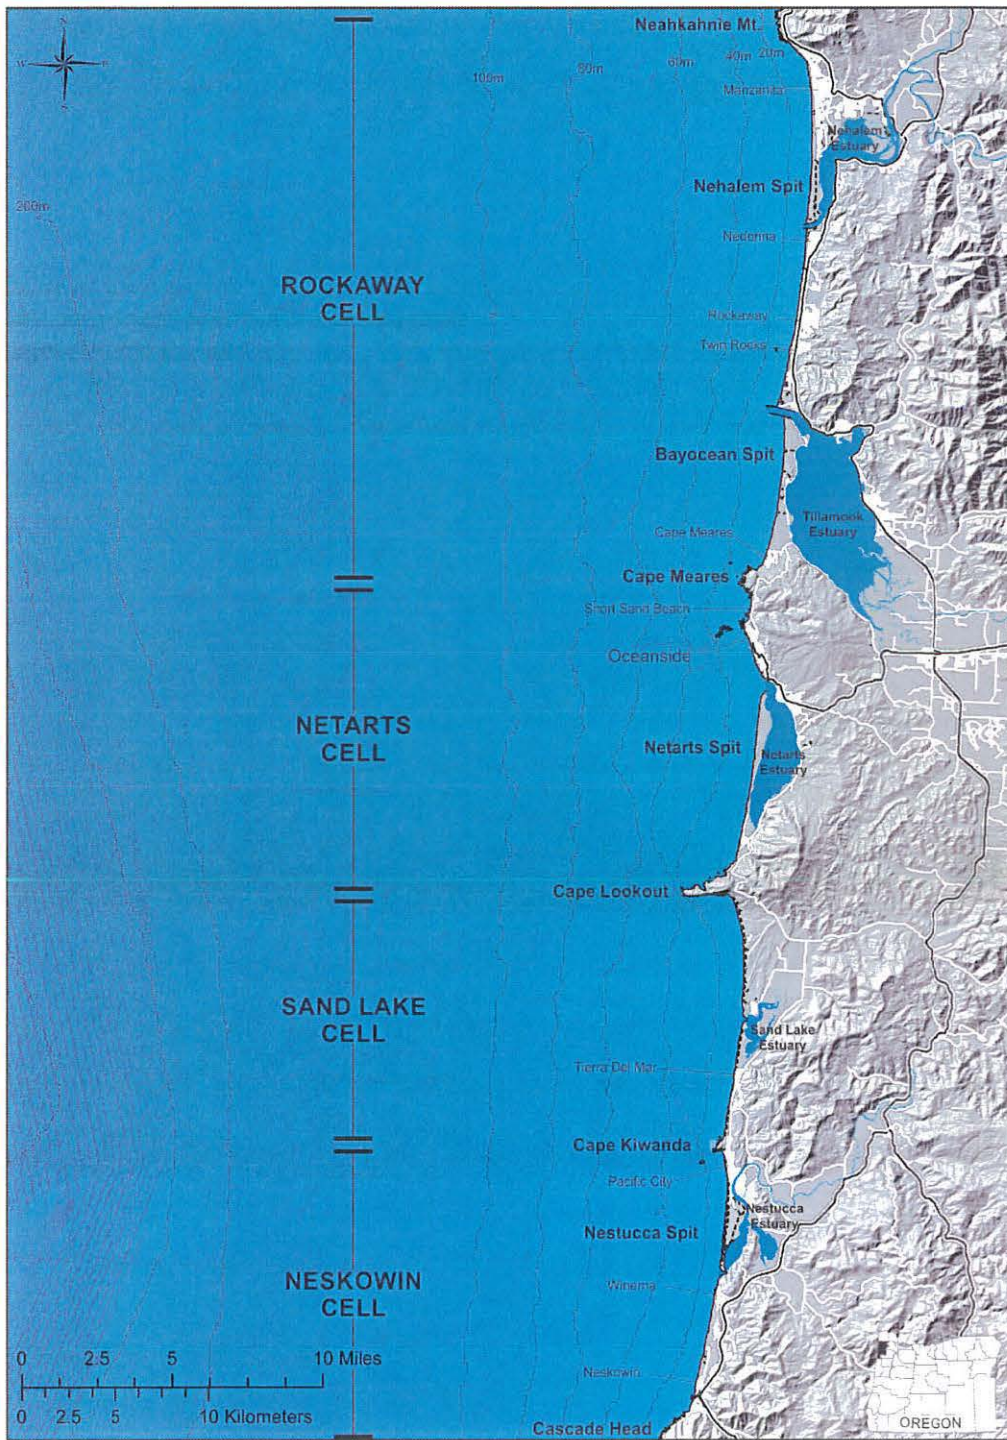 Neahkahnie Mt.
N
W
E
S
100m
80m
60m
40m
20m
Manzanita
Nehalem
Estuary
Nehalem Spit
200m
Nedonna
ROCKAWAY
CELL
Rockaway
Twin Rocks
Bayocean Spit
Tillamook
Estuary
Cape Meares
Cape Meares
Short Sand Beach
Oceanside
NETARTS
CELL
Netarts Spit
Netarts
Estuary
Cape Lookout
SAND LAKE
CELL
Sand Lake
Estuary
Tierra Del Mar
Cape Kiwanda
Pacific City
Nestucca
Estuary
Nestucca Spit
NESKOWIN
CELL
Winema
0 2.5 5 10 Miles
0 2.5 5 10 Kilometers
Neskowin
Cascade Head
OREGON